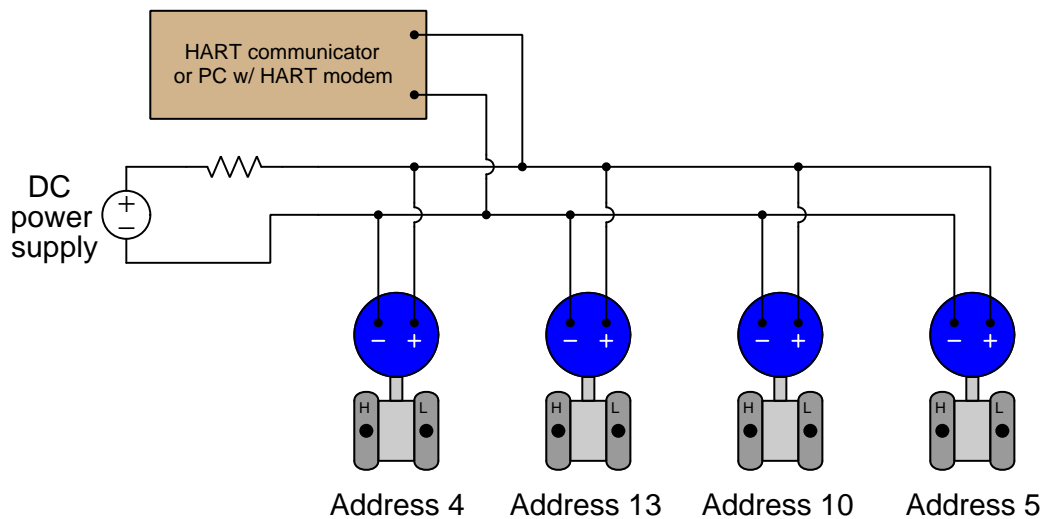 HART communicator
or PC w/ HART modem
DC
power
supply
+
−
− +
− +
− +
− +
H L
H L
H L
H L
Address 4
Address 13
Address 10
Address 5